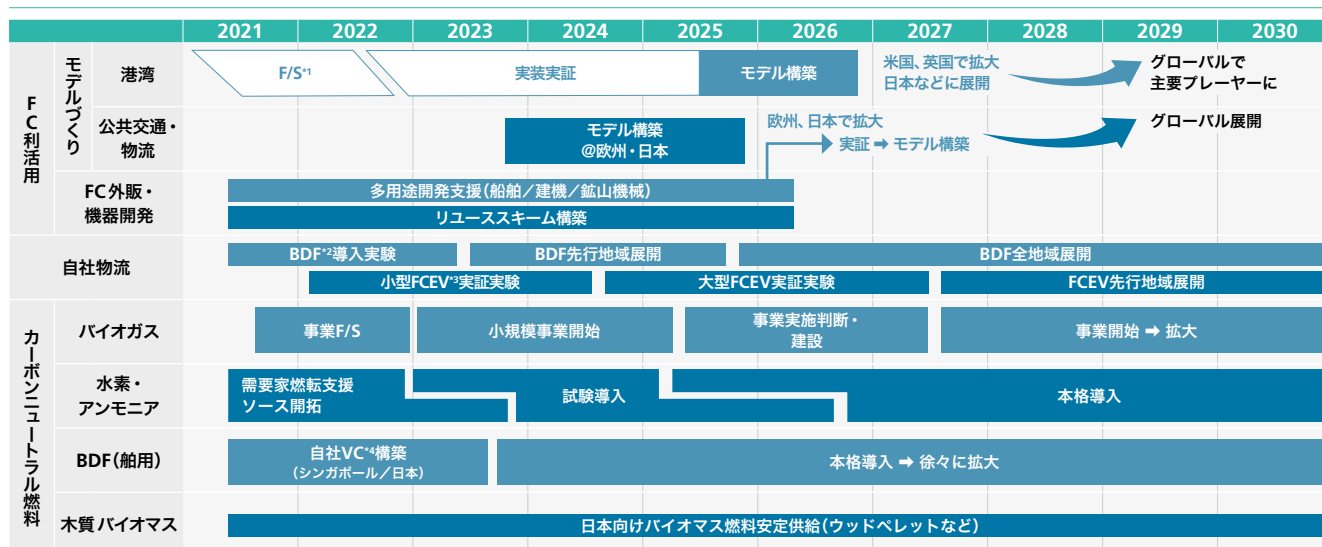 2021 2022 2023 2024 2025 2026 2027 2028 2029 2030
FC利活用
モデルづくり
港湾
F/S*1
実装実証
モデル構築
米国、英国で拡大
日本などに展開
グローバルで
主要プレーヤーに
公共交通・
物流
モデル構築
@欧州・日本
欧州、日本で拡大
実証 ➡ モデル構築
グローバル展開
FC外販・
機器開発
多用途開発支援（船舶／建機／鉱山機械）
リユーススキーム構築
自社物流
BDF*2導入実験
BDF先行地域展開
BDF全地域展開
小型FCEV*3実証実験
大型FCEV実証実験
FCEV先行地域展開
カーボンニュートラル燃料
バイオガス
事業F/S
小規模事業開始
事業実施判断・
建設
事業開始 ➡ 拡大
水素・
アンモニア
需要家燃転支援
ソース開拓
試験導入
本格導入
BDF（舶用）
自社VC*4構築
（シンガポール／日本）
本格導入 ➡ 徐々に拡大
木質バイオマス
日本向けバイオマス燃料安定供給（ウッドペレットなど）